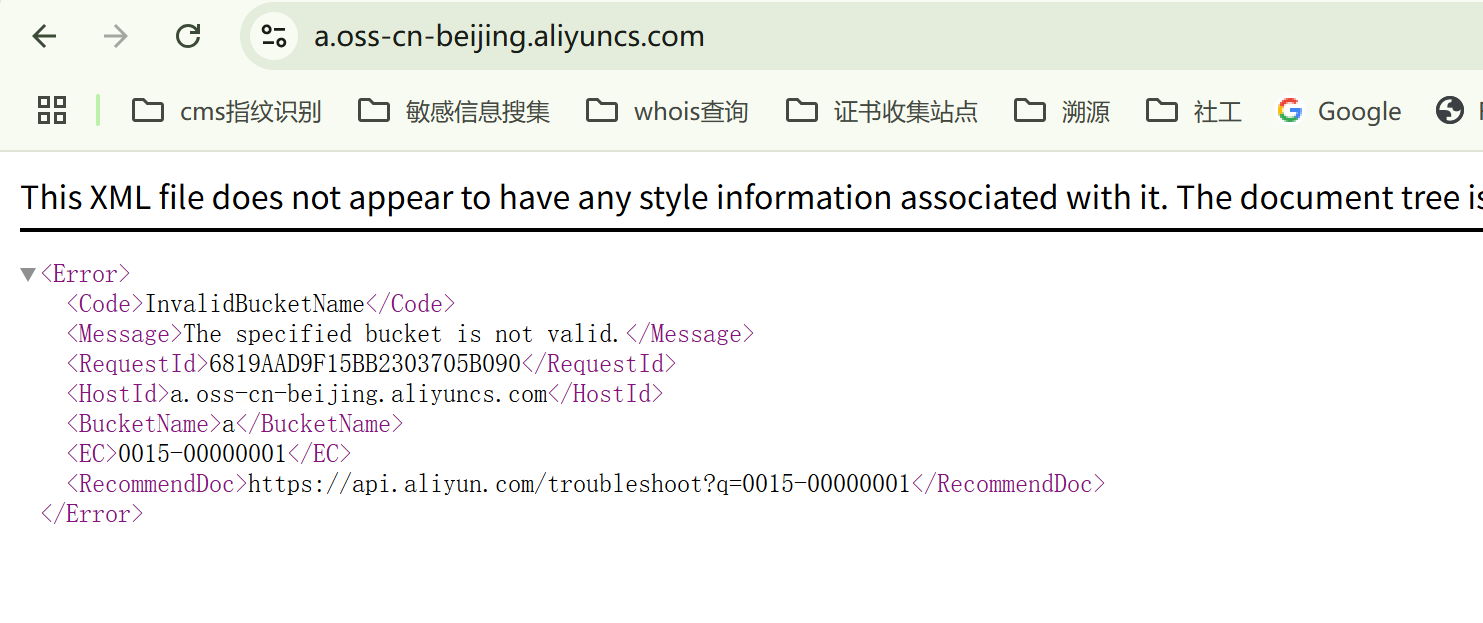 a.oss-cn-beijing.aliyuncs.com
cms指纹识别 敏感信息搜集 whois查询 证书收集站点 溯源 社工 Google
This XML file does not appear to have any style information associated with it. The document tree is
▼<Error>
<Code>InvalidBucketName</Code>
<Message>The specified bucket is not valid.</Message>
<RequestId>6819AAD9F15BB2303705B090</RequestId>
<HostId>a.oss-cn-beijing.aliyuncs.com</HostId>
<BucketName>a</BucketName>
<EC>0015-00000001</EC>
<RecommendDoc>https://api.aliyun.com/troubleshoot?q=0015-00000001</RecommendDoc>
</Error>